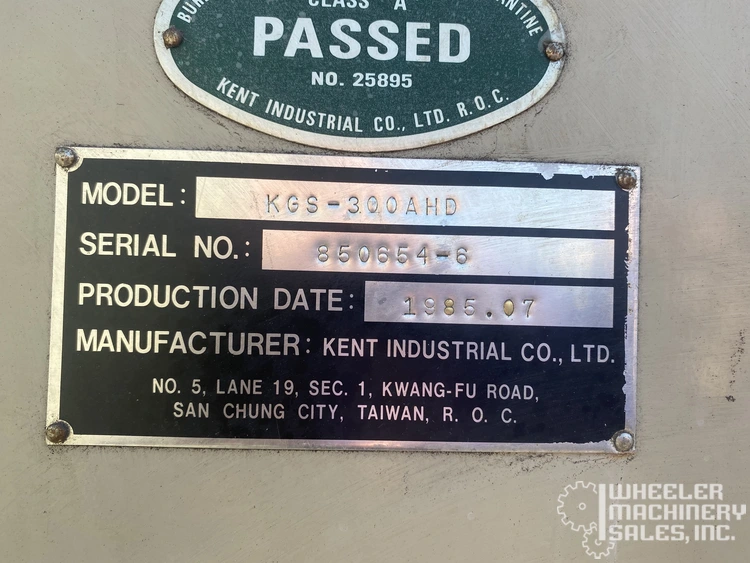 CLASS A
PASSED
NO. 25895
KENT INDUSTRIAL CO., LTD. R.O.C.
MODEL: KGS-300AHD
SERIAL NO.: 850654-6
PRODUCTION DATE: 1985.07
MANUFACTURER: KENT INDUSTRIAL CO., LTD.
NO. 5, LANE 19, SEC. 1, KWANG-FU ROAD,
SAN CHUNG CITY, TAIWAN, R. O. C.
WHEELER
MACHINERY
SALES, INC.